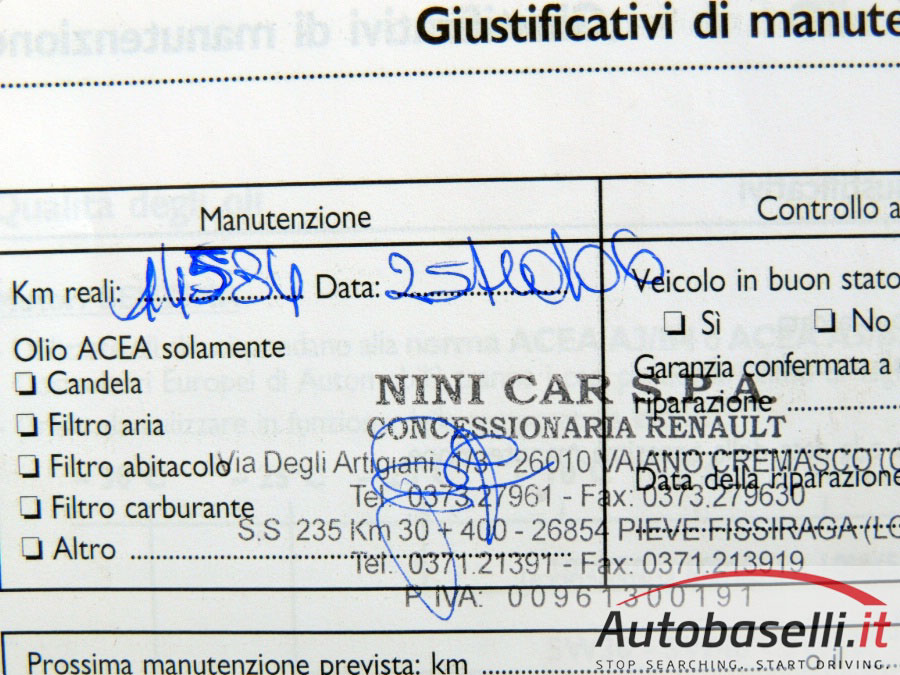 Giustificativi di manute
Manutenzione
Controllo a
Km reali: 14584 Data: 25/10/06
Veicolo in buon stato
❏ Sì ❏ No
Olio ACEA solamente
❏ Candela
Garanzia confermata a
NINI CAR S.P.A.
riparazione
❏ Filtro aria
CONCESSIONARIA RENAULT
❏ Filtro abitacolo
Via Degli Artigiani, 1/3 - 26010 VAIANO CREMASCO (C
Data della riparazione
Tel. 0373.27961 - Fax: 0373.279630
❏ Filtro carburante
S.S 235 Km 30 + 400 - 26854 PIEVE FISSIRAGA (LO
❏ Altro
Tel. 0371.21391 - Fax: 0371.213919
P. IVA: 00961300191
Autobaselli.it
STOP SEARCHING. START DRIVING.
Prossima manutenzione prevista: km